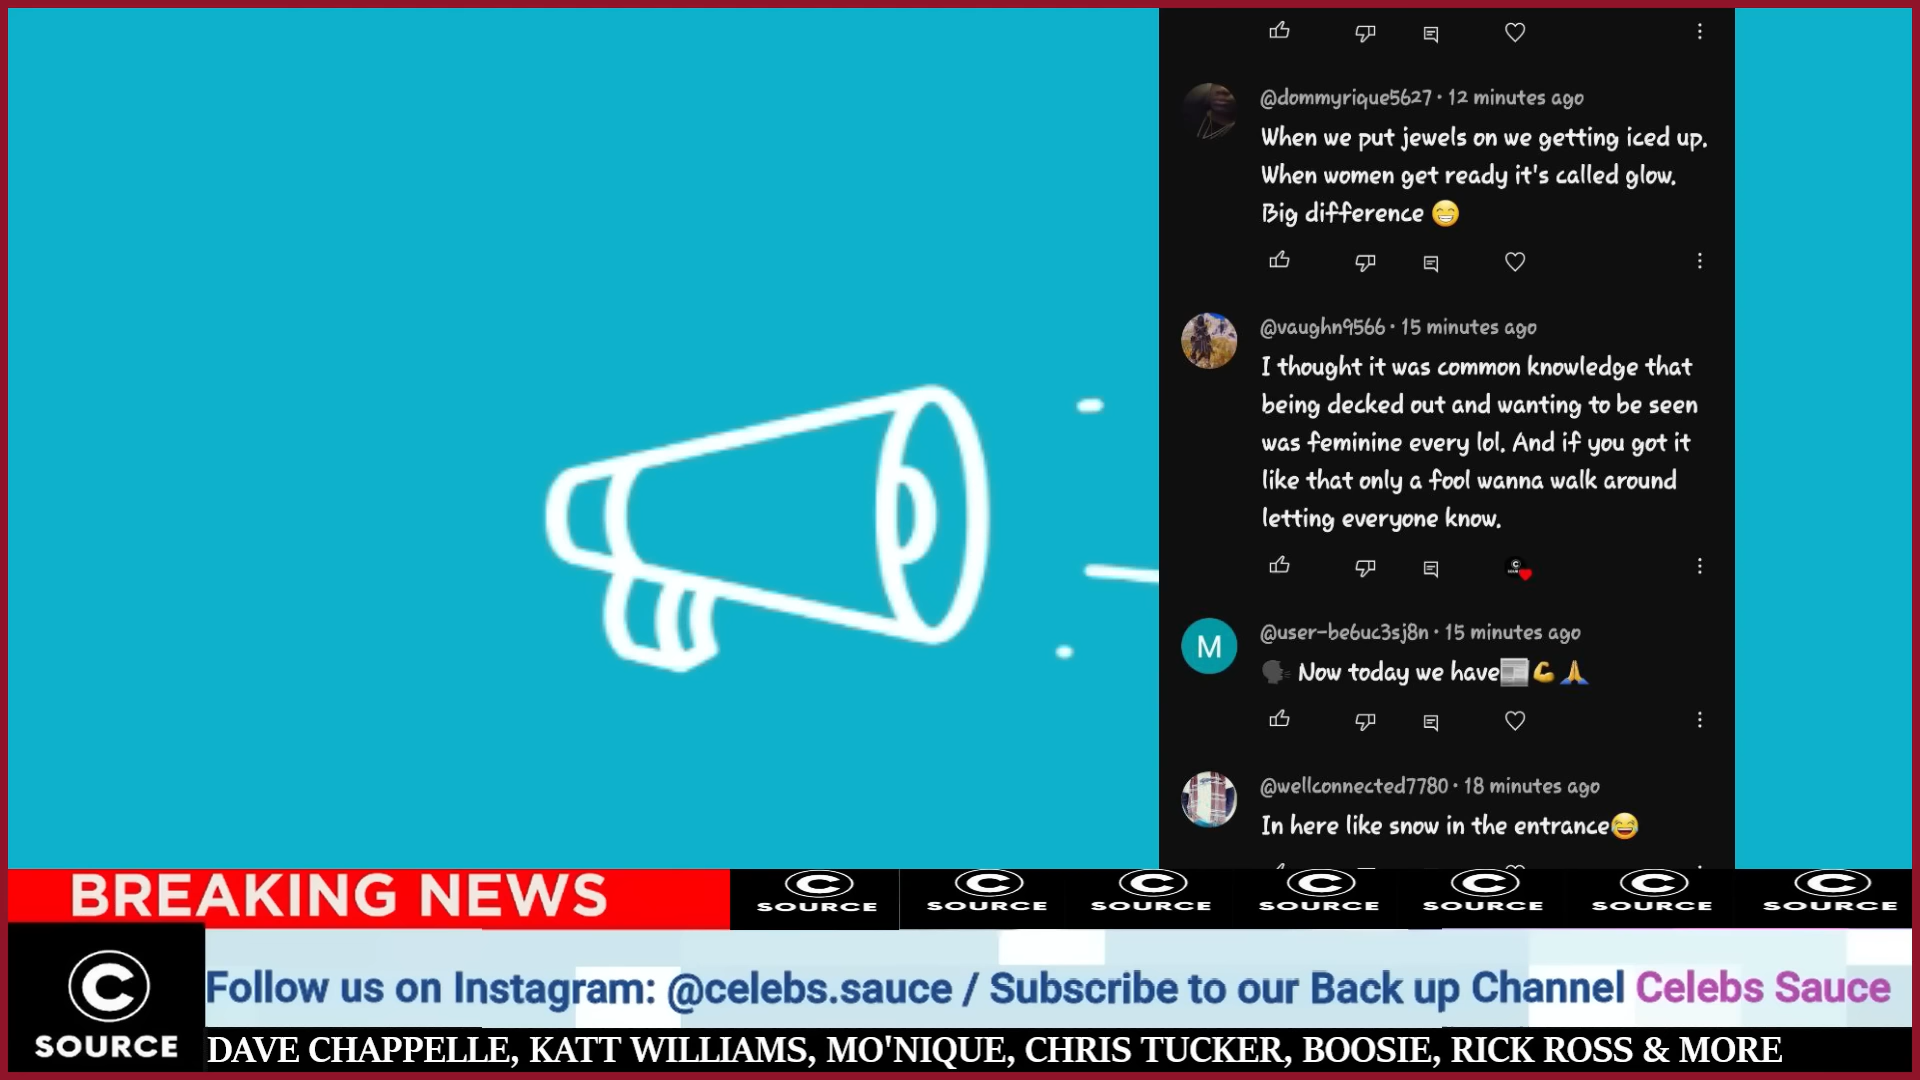 @dommyrique5627 · 12 minutes ago
When we put jewels on we getting iced up.
When women get ready it's called glow.
Big difference 😁
@vaughn9566 · 15 minutes ago
I thought it was common knowledge that
being decked out and wanting to be seen
was feminine every lol. And if you got it
like that only a fool wanna walk around
letting everyone know.
M
@user-be6uc3sj8n · 15 minutes ago
🗣 Now today we have📰💪🙏
@wellconnected7780 · 18 minutes ago
In here like snow in the entrance😂
BREAKING NEWS
C SOURCE
C SOURCE
C SOURCE
C SOURCE
C SOURCE
C SOURCE
C SOURCE
C
SOURCE
Follow us on Instagram: @celebs.sauce / Subscribe to our Back up Channel Celebs Sauce
DAVE CHAPPELLE, KATT WILLIAMS, MO'NIQUE, CHRIS TUCKER, BOOSIE, RICK ROSS & MORE